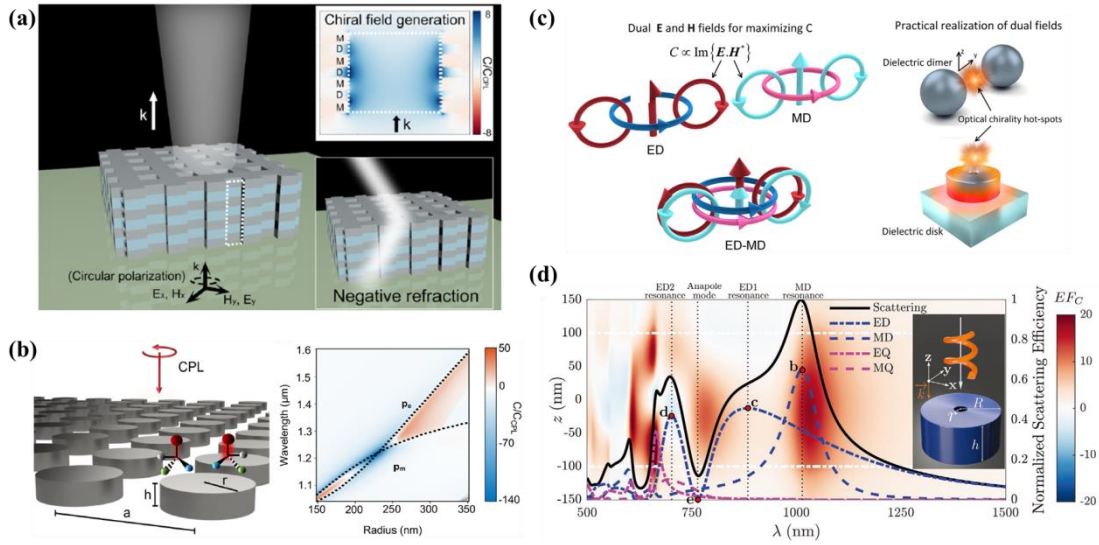 (a)
Chiral field generation
M
D
M
D
M
D
M
k
8
C/C_CPL
-8
k
(Circular polarization)
k
E_x, H_x
H_y, E_y
Negative refraction
(b)
CPL
h
r
a
Wavelength (μm)
1.6
1.5
1.4
1.3
1.2
1.1
p_e
p_m
150
200
250
300
350
Radius (nm)
50
0
-70
-140
C/C_CPL
(c)
Dual E and H fields for maximizing C
C ∝ Im{E.H*}
ED
MD
ED-MD
Practical realization of dual fields
Dielectric dimer
z
y
Optical chirality hot-spots
Dielectric disk
(d)
ED2 resonance
Anapole mode
ED1 resonance
MD resonance
150
100
50
0
-50
-100
-150
z (nm)
500
750
1000
1250
1500
λ (nm)
Scattering
ED
MD
EQ
MQ
b
c
d
z
y
x
k
R
r
h
1
0.8
0.6
0.4
0.2
0
Normalized Scattering Efficiency
EF_C
20
10
0
-10
-20